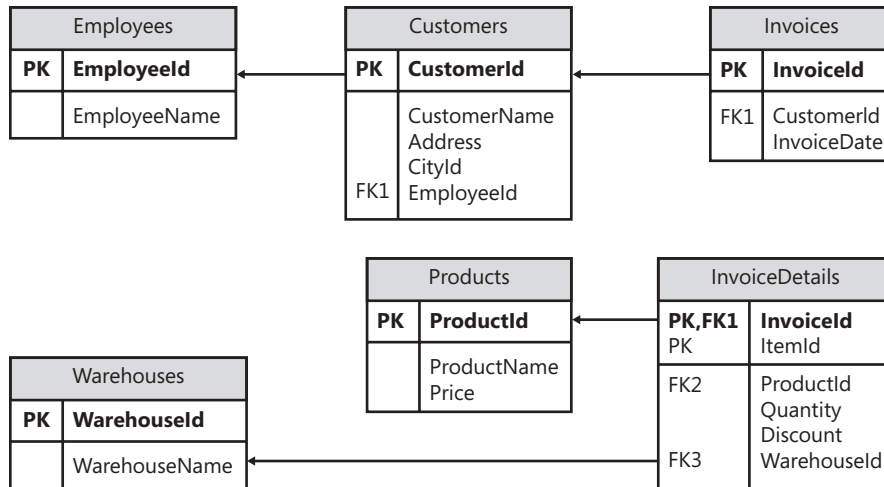 Employees
PK EmployeeId
EmployeeName
Customers
PK CustomerId
CustomerName
Address
CityId
FK1 EmployeeId
Invoices
PK InvoiceId
FK1 CustomerId
InvoiceDate
Products
PK ProductId
ProductName
Price
InvoiceDetails
PK,FK1 InvoiceId
PK ItemId
FK2 ProductId
Quantity
Discount
FK3 WarehouseId
Warehouses
PK WarehouseId
WarehouseName